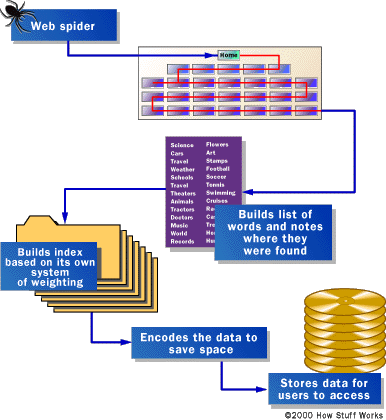 Web spider
Home
Science Flowers
Cars Art
Travel Stamps
Weather Football
Schools Soccer
Travel Tennis
Theaters Swimming
Animals Cruises
Tractors
Doctors
Music
World
Records
Builds list of
words and notes
where they
were found
Builds index
based on its own
system
of weighting
Encodes the data to
save space
Stores data for
users to access
©2000 How Stuff Works